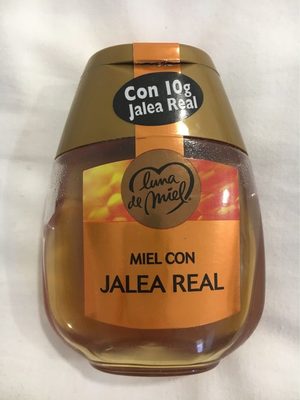 Con 10g
Jalea Real
luna
de miel
MIEL CON
JALEA REAL